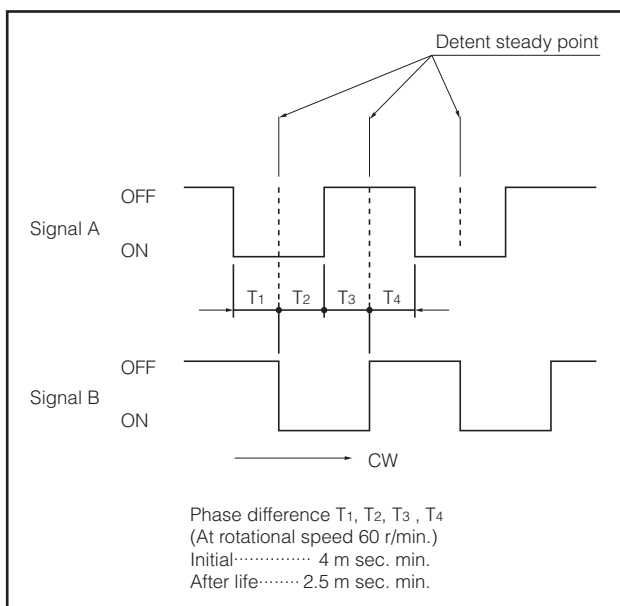 Detent steady point
OFF
Signal A
ON
T1 T2 T3 T4
OFF
Signal B
ON
CW
Phase difference T1, T2, T3 , T4
(At rotational speed 60 r/min.)
Initial··············· 4 m sec. min.
After life········ 2.5 m sec. min.